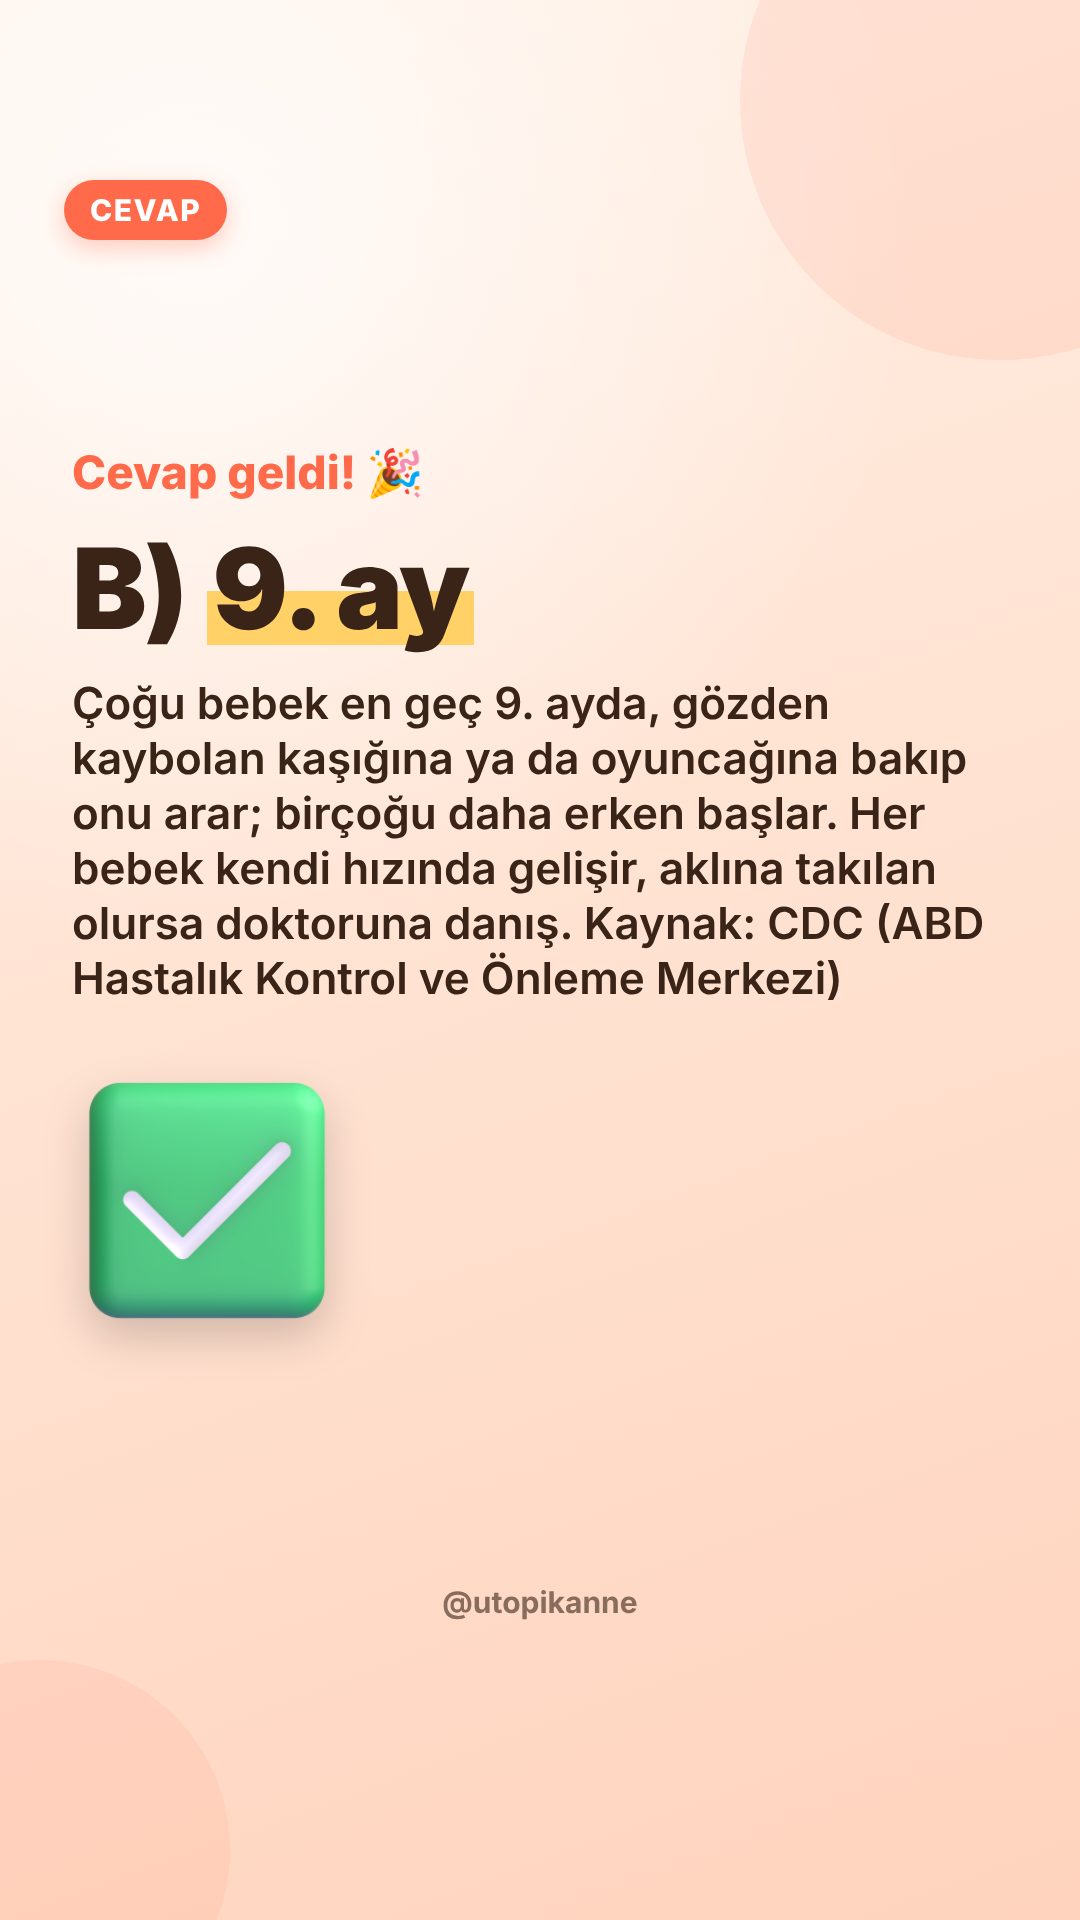 CEVAP
Cevap geldi! 🎉
B) 9. ay
Çoğu bebek en geç 9. ayda, gözden
kaybolan kaşığına ya da oyuncağına bakıp
onu arar; birçoğu daha erken başlar. Her
bebek kendi hızında gelişir, aklına takılan
olursa doktoruna danış. Kaynak: CDC (ABD
Hastalık Kontrol ve Önleme Merkezi)
@utopikanne